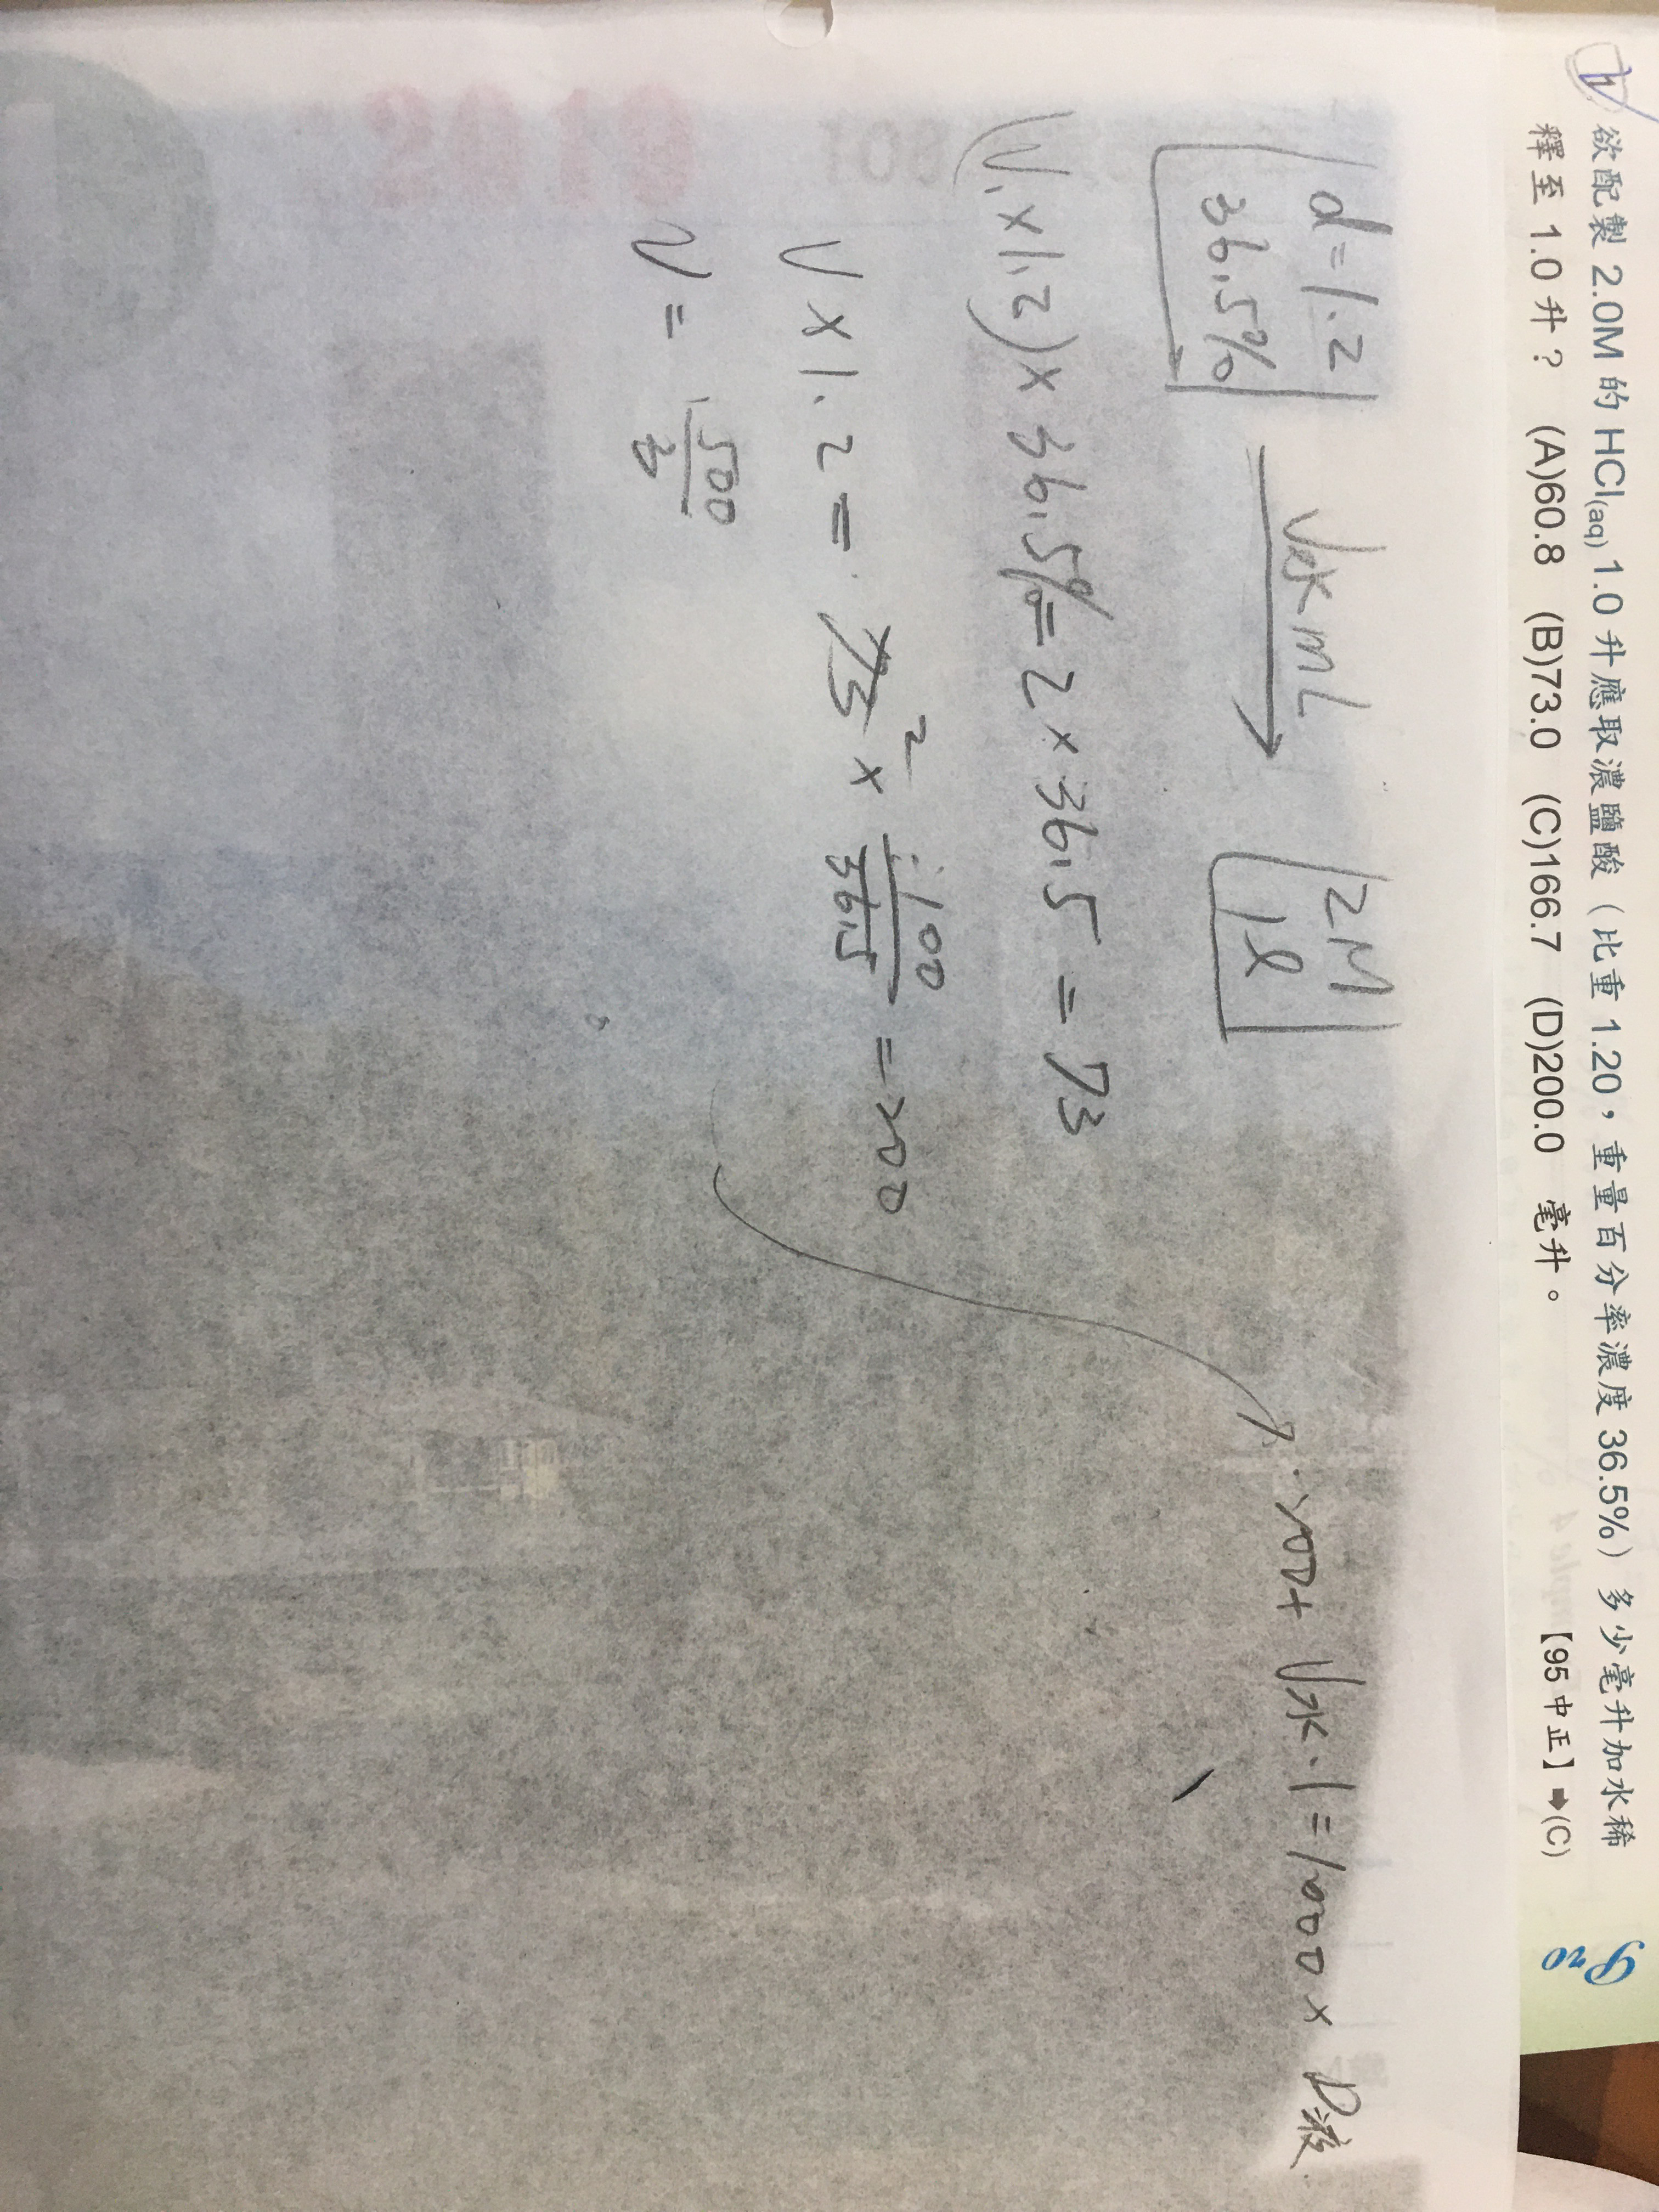 欲配製 2.0M 的 HCl(aq) 1.0 升應取濃鹽酸（比重 1.20，重量百分率濃度 36.5%）多少毫升加水稀
釋至 1.0 升？ (A)60.8 (B)73.0 (C)166.7 (D)200.0 毫升。 【95 中正】➡(C)
d=1.2
36.5%
V水 mL
2M
1ℓ
200+ V水·1=1000× D液
(V×1.2)×36.5%=2×36.5=73
V×1.2=73 2 × 100/36.5 =200
V= 500/3
2019
108